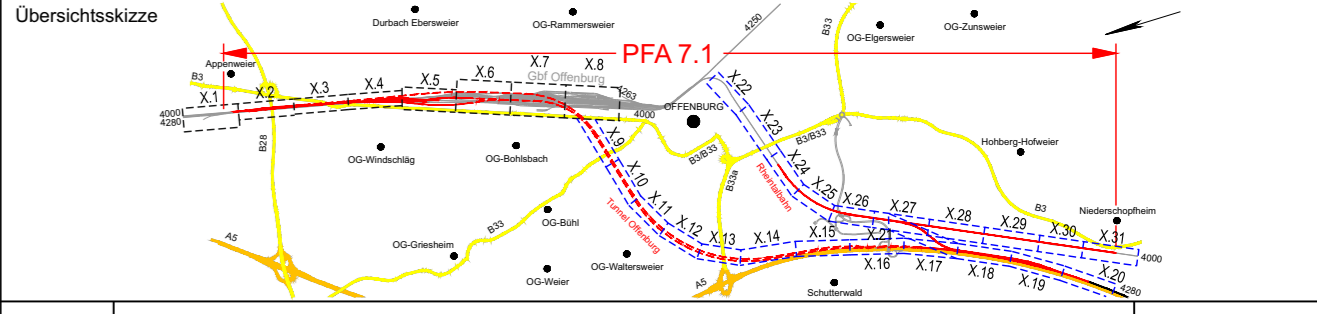 Übersichtsskizze
Durbach Ebersweier
OG-Rammersweier
4250
OG-Elgersweier
B33
OG-Zunsweier
PFA 7.1
Appenweier
B3
X.1
X.2
X.3
X.4
X.5
X.6
X.7
X.8
Gbf Offenburg
4263
4000
4280
4000
OFFENBURG
X.22
X.23
X.24
X.25
X.26
X.27
X.28
X.29
X.30
X.31
B28
OG-Windschläg
OG-Bohlsbach
B3/B33
B33a
B3/B33
Rheintalbahn
Hohberg-Hofweier
B3
Niederschopfheim
4000
X.9
X.10
X.11
X.12
X.13
X.14
X.15
X.21
X.16
X.17
X.18
X.19
X.20
4280
Tunnel Offenburg
A5
B33
OG-Griesheim
OG-Bühl
OG-Weier
OG-Waltersweier
A5
Schutterwald